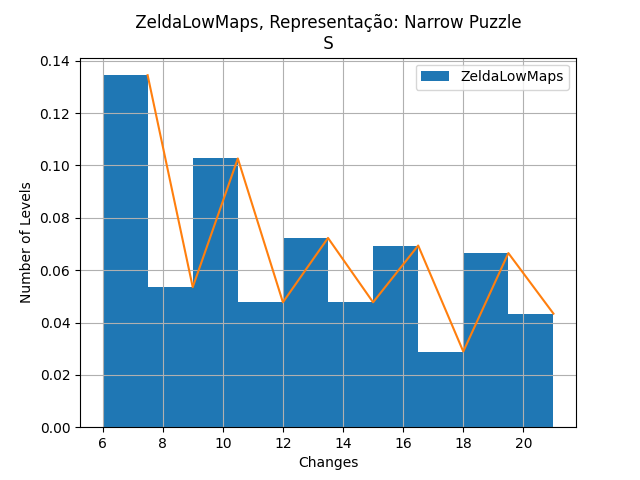 ZeldaLowMaps, Representação: Narrow Puzzle
S
ZeldaLowMaps
Number of Levels
0.14
0.12
0.10
0.08
0.06
0.04
0.02
0.00
6 8 10 12 14 16 18 20
Changes